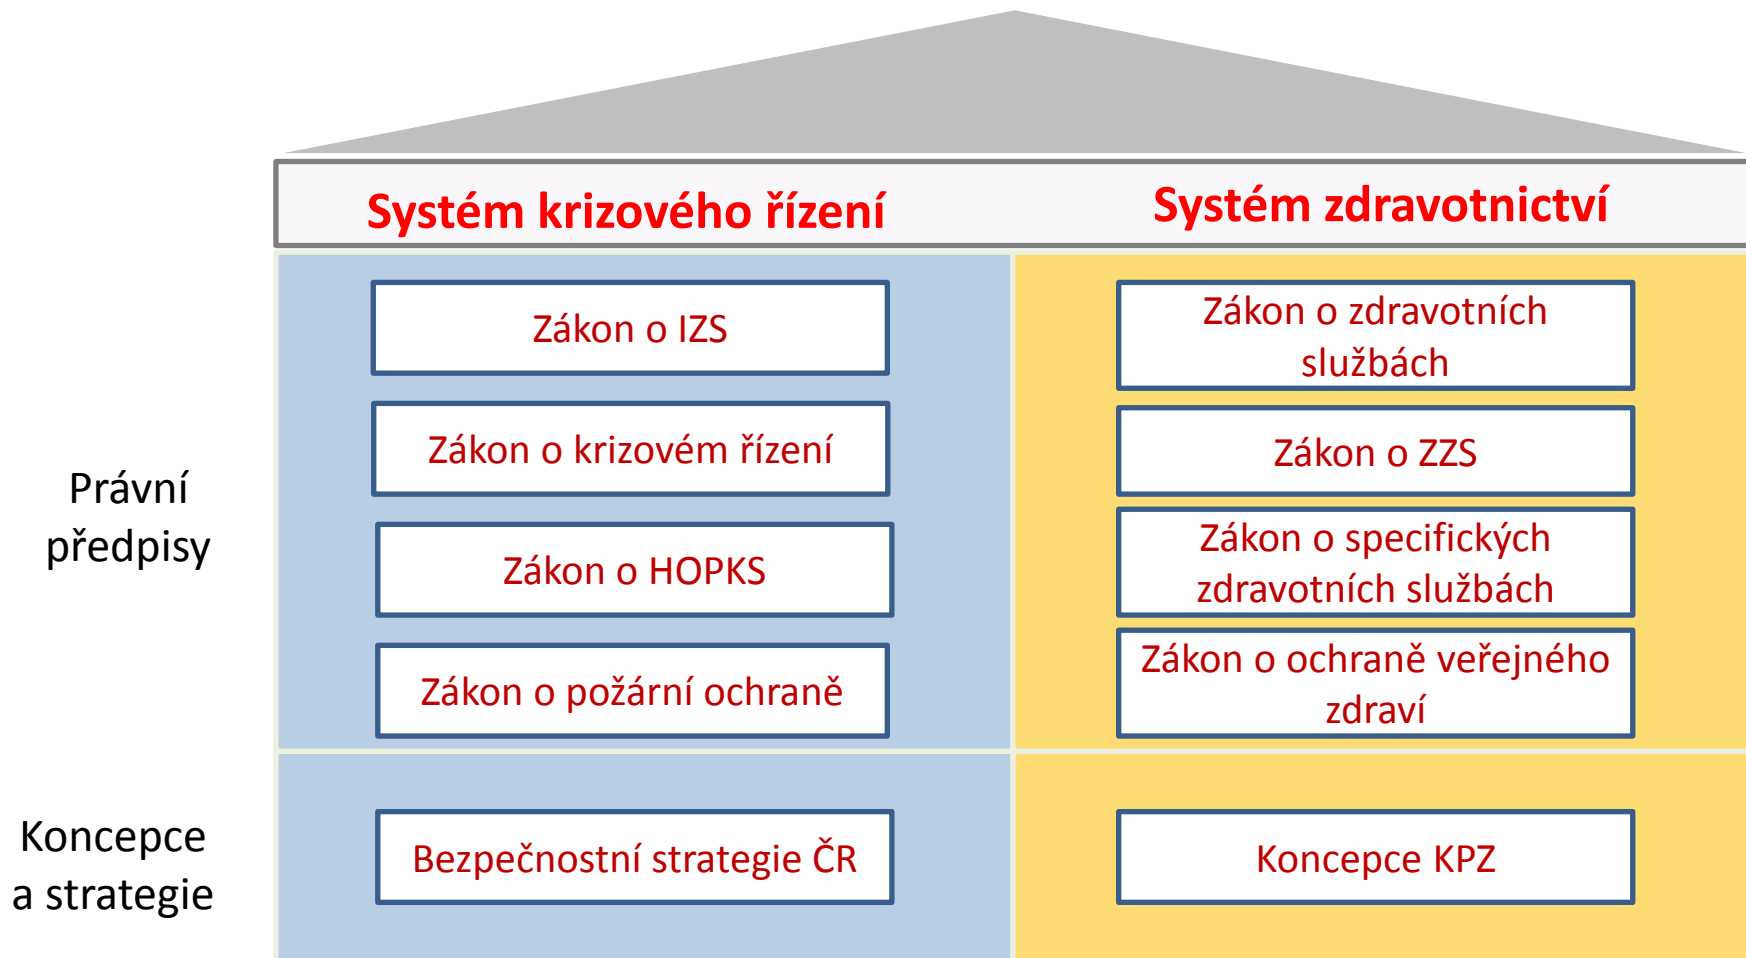 Systém krizového řízení
Systém zdravotnictví
Právní
předpisy
Zákon o IZS
Zákon o krizovém řízení
Zákon o HOPKS
Zákon o požární ochraně
Zákon o zdravotních
službách
Zákon o ZZS
Zákon o specifických
zdravotních službách
Zákon o ochraně veřejného
zdraví
Koncepce
a strategie
Bezpečnostní strategie ČR
Koncepce KPZ